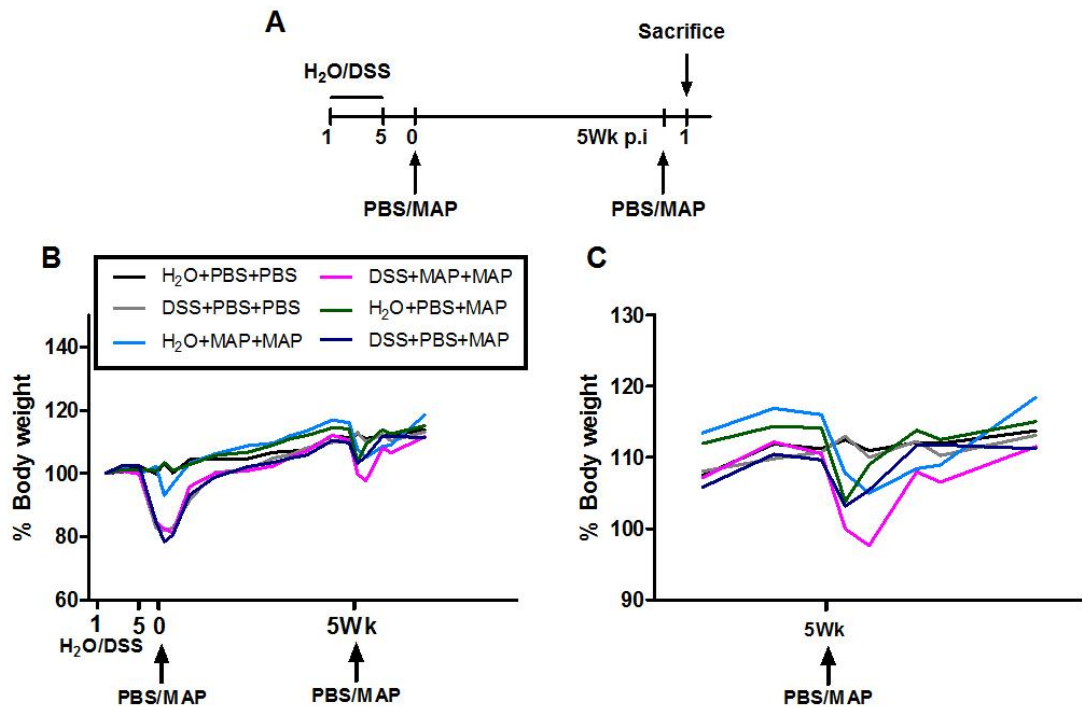 A
Sacrifice
H₂O/DSS
1 5 0 5Wk p.i 1
PBS/MAP PBS/MAP
B
H₂O+PBS+PBS DSS+MAP+MAP
DSS+PBS+PBS H₂O+PBS+MAP
H₂O+MAP+MAP DSS+PBS+MAP
% Body weight
140
120
100
80
60
1 5 0 5Wk
H₂O/DSS
PBS/MAP PBS/MAP
C
% Body weight
130
120
110
100
90
5Wk
PBS/MAP